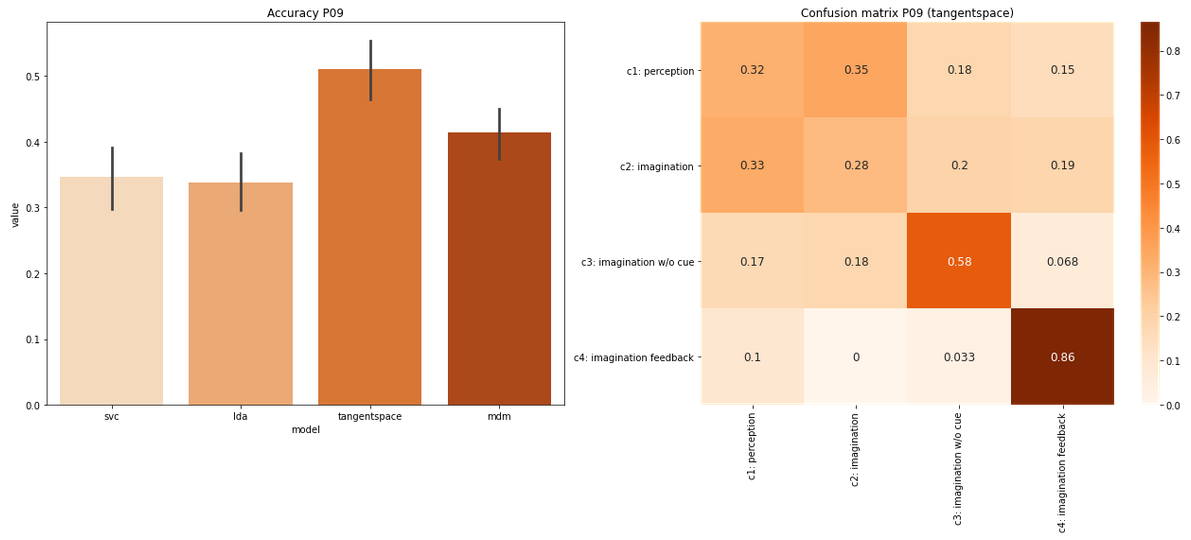 Accuracy P09
value
0.5
0.4
0.3
0.2
0.1
0.0
svc
lda
tangentspace
mdm
model
Confusion matrix P09 (tangentspace)
c1: perception
0.32
0.35
0.18
0.15
c2: imagination
0.33
0.28
0.2
0.19
c3: imagination w/o cue
0.17
0.18
0.58
0.068
c4: imagination feedback
0.1
0
0.033
0.86
c1: perception
c2: imagination
c3: imagination w/o cue
c4: imagination feedback
0.8
0.7
0.6
0.5
0.4
0.3
0.2
0.1
0.0